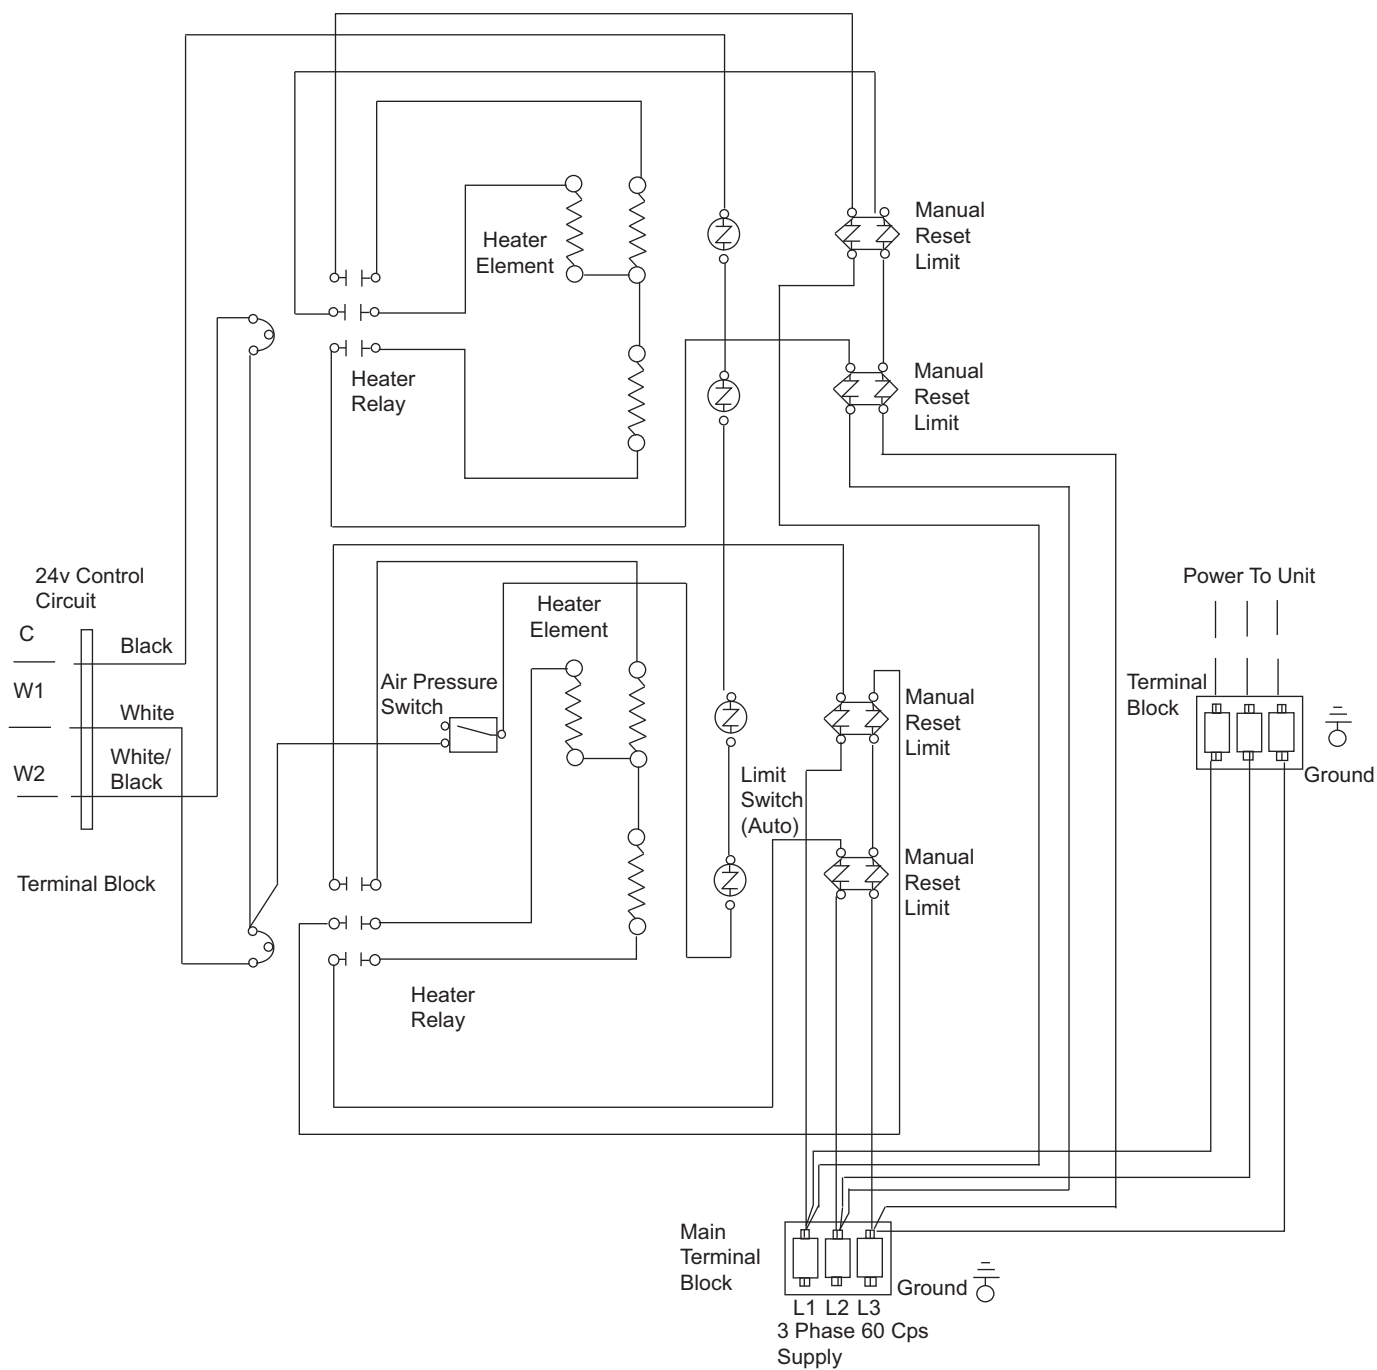 Manual
Reset
Limit
Heater
Element
Heater
Relay
Manual
Reset
Limit
24v Control
Circuit
C
W1
W2
Black
White
White/
Black
Terminal Block
Heater
Element
Air Pressure
Switch
Manual
Reset
Limit
Limit
Switch
(Auto)
Manual
Reset
Limit
Heater
Relay
Power To Unit
Terminal
Block
Ground
Main
Terminal
Block
Ground
L1 L2 L3
3 Phase 60 Cps
Supply